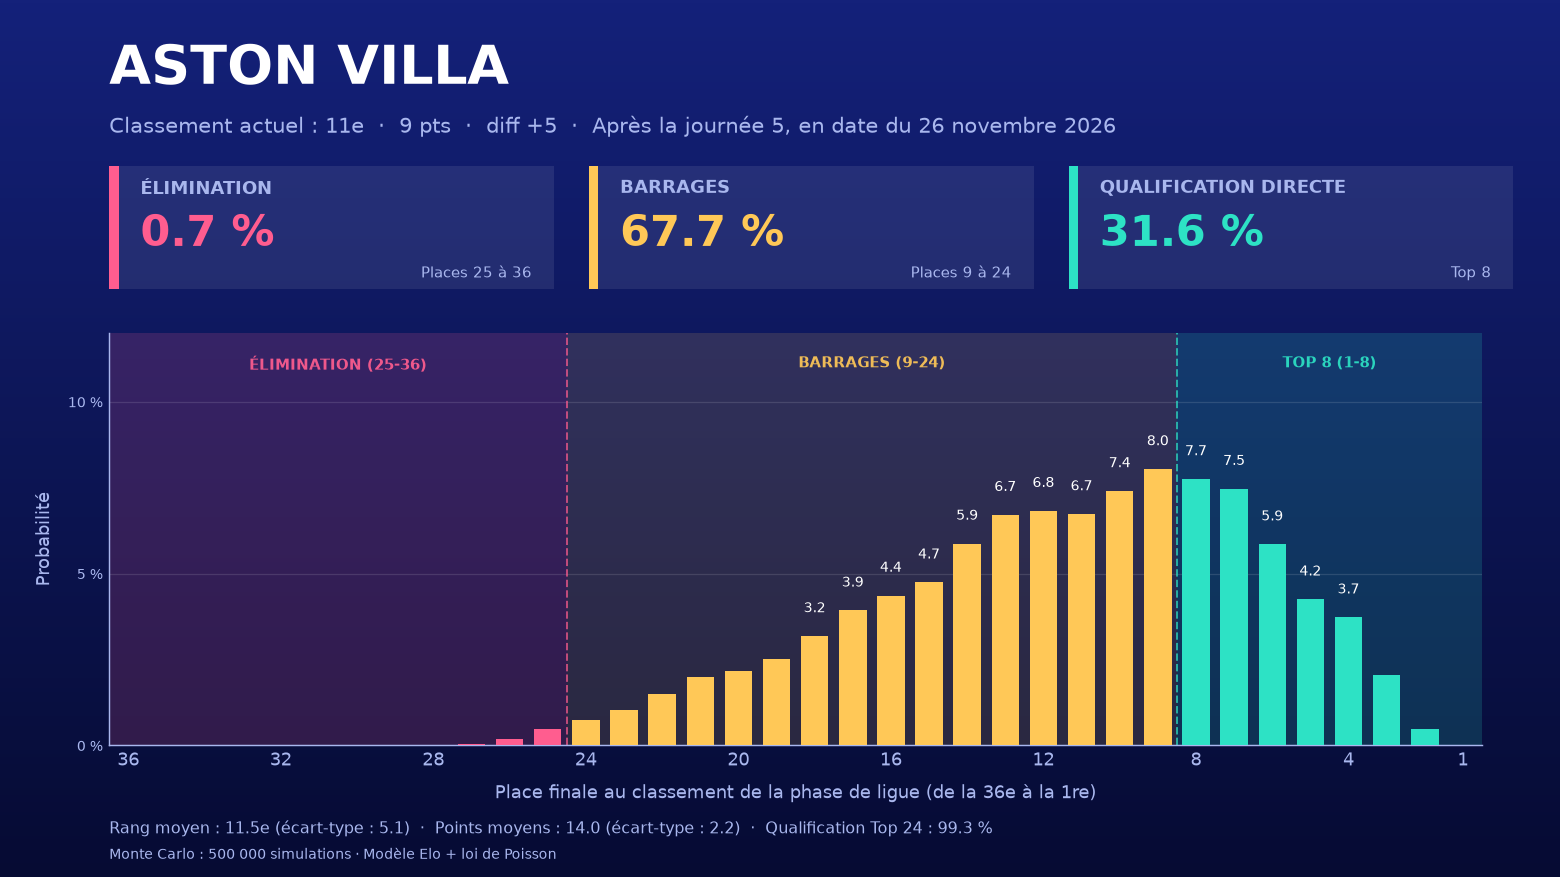 ASTON VILLA
Classement actuel : 11e · 9 pts · diff +5 · Après la journée 5, en date du 26 novembre 2026
ÉLIMINATION
0.7 %
Places 25 à 36
BARRAGES
67.7 %
Places 9 à 24
QUALIFICATION DIRECTE
31.6 %
Top 8
ÉLIMINATION (25-36)
BARRAGES (9-24)
TOP 8 (1-8)
10 %
5 %
0 %
Probabilité
3.2
3.9
4.4
4.7
5.9
6.7
6.8
6.7
7.4
8.0
7.7
7.5
5.9
4.2
3.7
36 32 28 24 20 16 12 8 4 1
Place finale au classement de la phase de ligue (de la 36e à la 1re)
Rang moyen : 11.5e (écart-type : 5.1) · Points moyens : 14.0 (écart-type : 2.2) · Qualification Top 24 : 99.3 %
Monte Carlo : 500 000 simulations · Modèle Elo + loi de Poisson